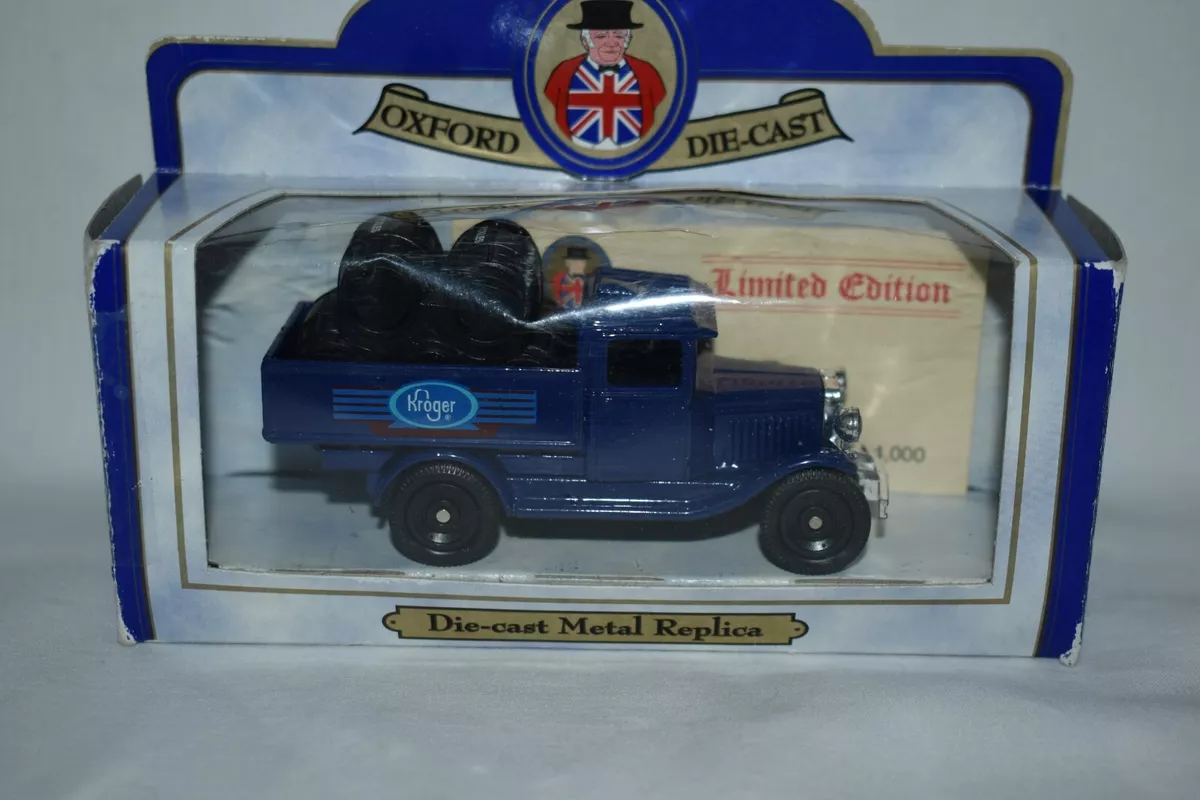 OXFORD DIE-CAST
Limited Edition
Kroger
®
1,000
Die-cast Metal Replica